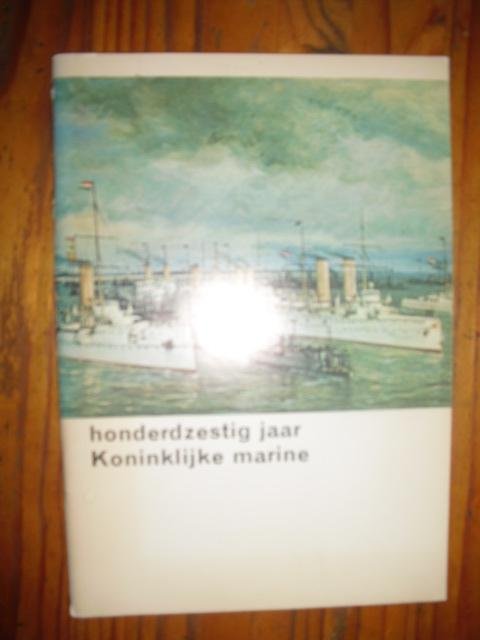 honderdzestig jaar
Koninklijke marine